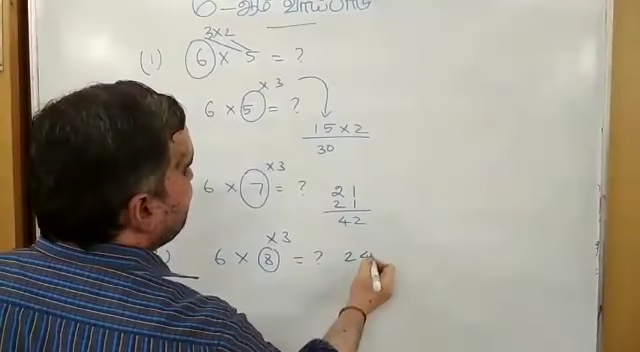 6-ஆம் வாய்பாடு
3×2
(1) 6 × 5 = ?
×3
6 × 5 = ?
15 × 2
30
×3
6 × 7 = ?
21
21
42
×3
) 6 × 8 = ? 24